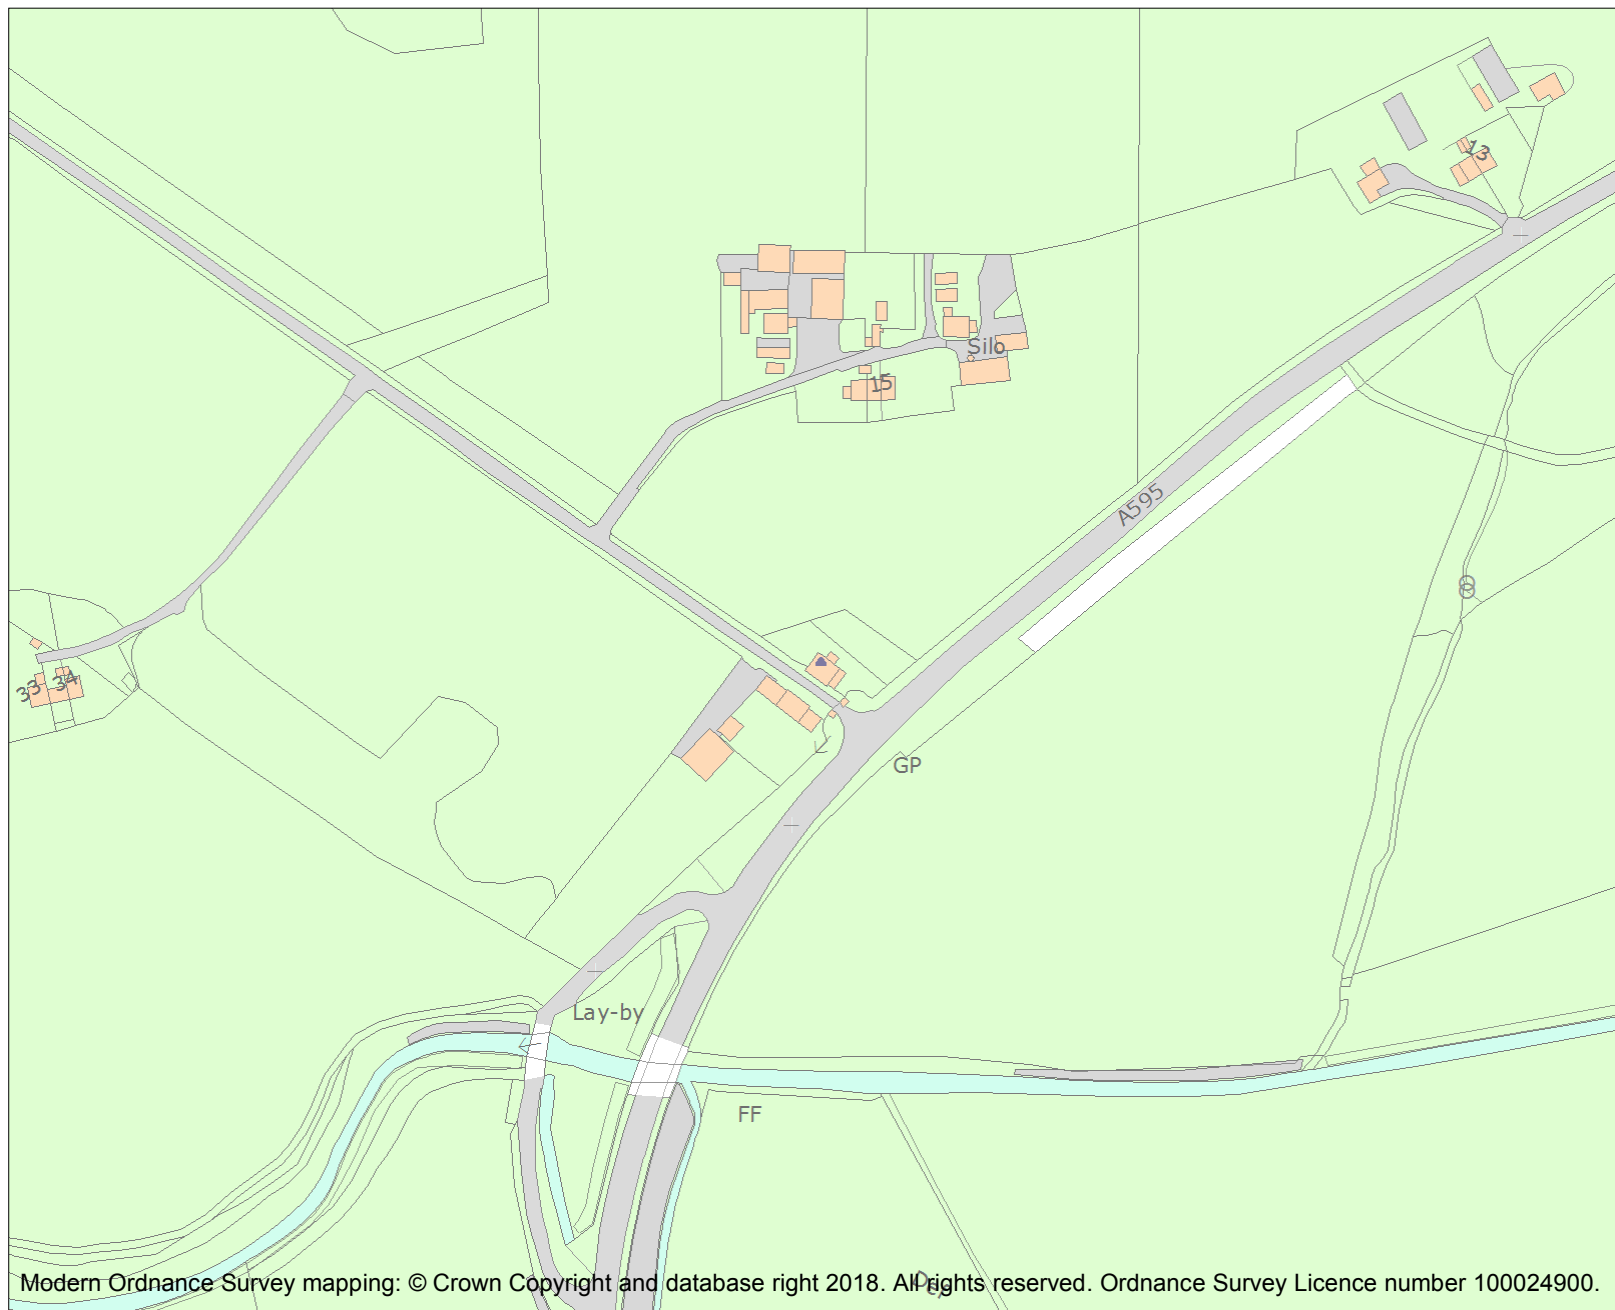 13
Silo
15
A595
33
34
GP
Lay-by
FF
Def
Modern Ordnance Survey mapping: © Crown Copyright and database right 2018. All rights reserved. Ordnance Survey Licence number 100024900.